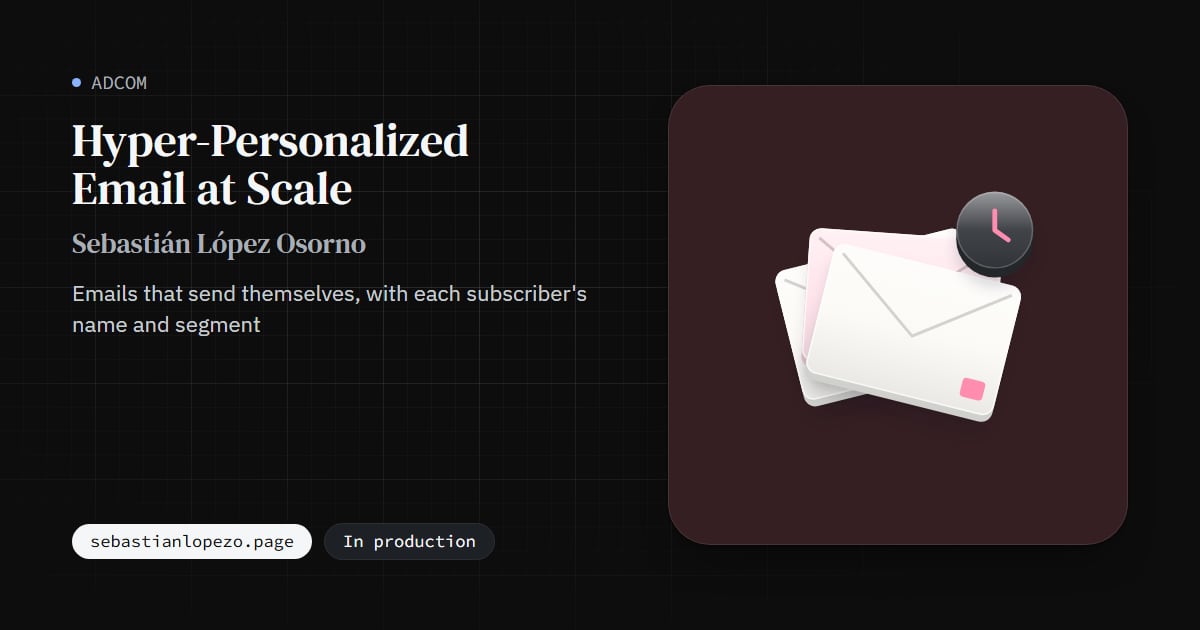 ADCOM
Hyper-Personalized
Email at Scale
Sebastián López Osorno
Emails that send themselves, with each subscriber's
name and segment
sebastianlopezo.page
In production